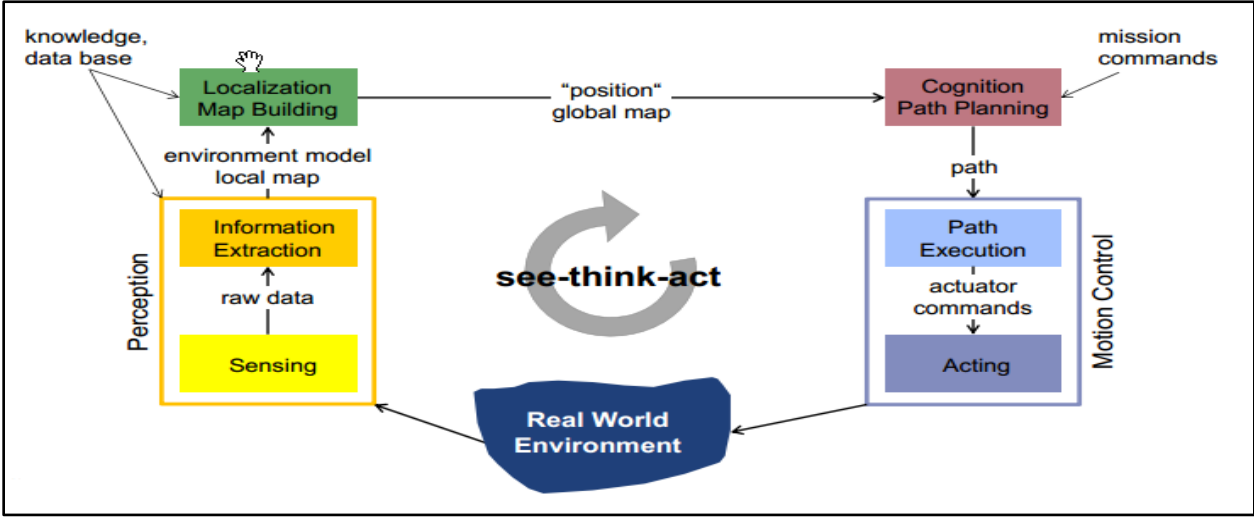 knowledge,
data base
mission
commands
Localization
Map Building
“position“
global map
Cognition
Path Planning
environment model
local map
path
Information
Extraction
Path
Execution
Perception
raw data
see-think-act
actuator
commands
Motion Control
Sensing
Acting
Real World
Environment